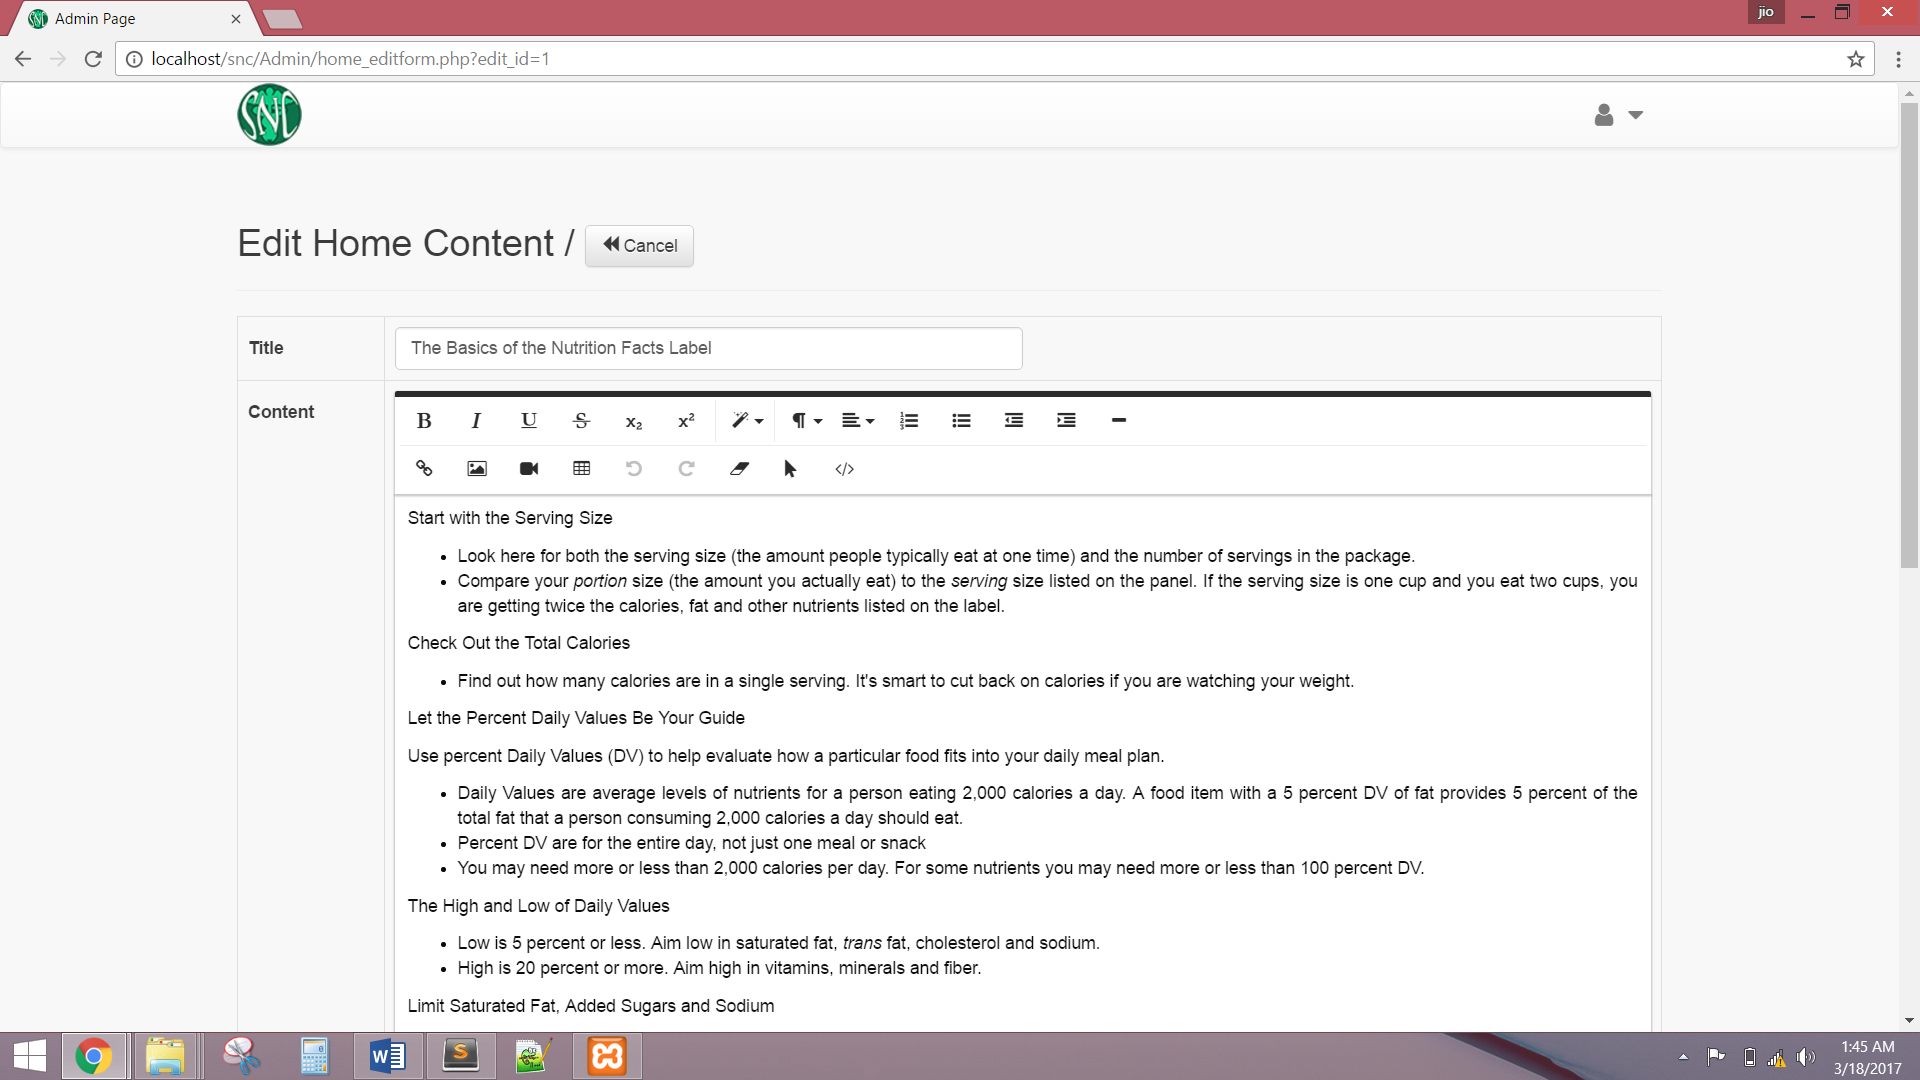 Admin Page
jio
localhost/snc/Admin/home_editform.php?edit_id=1
SNC
Edit Home Content / Cancel
Title
The Basics of the Nutrition Facts Label
Content
B I U S x₂ x²
Start with the Serving Size
Look here for both the serving size (the amount people typically eat at one time) and the number of servings in the package.
Compare your portion size (the amount you actually eat) to the serving size listed on the panel. If the serving size is one cup and you eat two cups, you
are getting twice the calories, fat and other nutrients listed on the label.
Check Out the Total Calories
Find out how many calories are in a single serving. It's smart to cut back on calories if you are watching your weight.
Let the Percent Daily Values Be Your Guide
Use percent Daily Values (DV) to help evaluate how a particular food fits into your daily meal plan.
Daily Values are average levels of nutrients for a person eating 2,000 calories a day. A food item with a 5 percent DV of fat provides 5 percent of the
total fat that a person consuming 2,000 calories a day should eat.
Percent DV are for the entire day, not just one meal or snack
You may need more or less than 2,000 calories per day. For some nutrients you may need more or less than 100 percent DV.
The High and Low of Daily Values
Low is 5 percent or less. Aim low in saturated fat, trans fat, cholesterol and sodium.
High is 20 percent or more. Aim high in vitamins, minerals and fiber.
Limit Saturated Fat, Added Sugars and Sodium
1:45 AM
3/18/2017